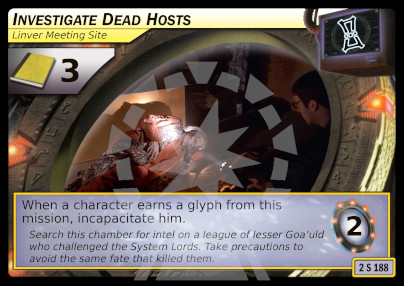 INVESTIGATE DEAD HOSTS
Linver Meeting Site
3
When a character earns a glyph from this
mission, incapacitate him.
Search this chamber for intel on a league of lesser Goa'uld
who challenged the System Lords. Take precautions to
avoid the same fate that killed them.
2
2 S 188